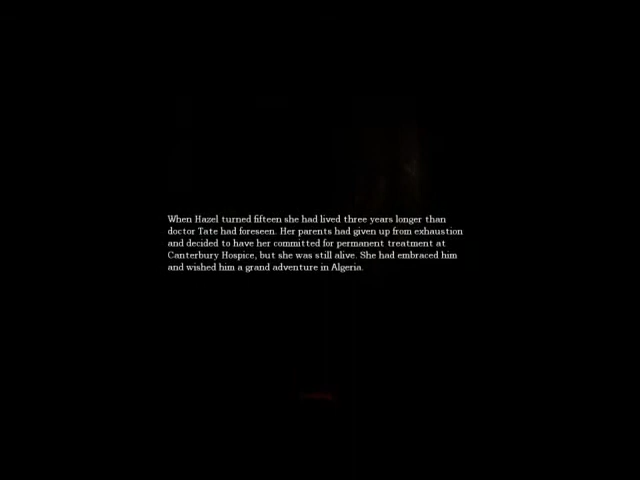 When Hazel turned fifteen she had lived three years longer than
doctor Tate had foreseen. Her parents had given up from exhaustion
and decided to have her committed for permanent treatment at
Canterbury Hospice, but she was still alive. She had embraced him
and wished him a grand adventure in Algeria.